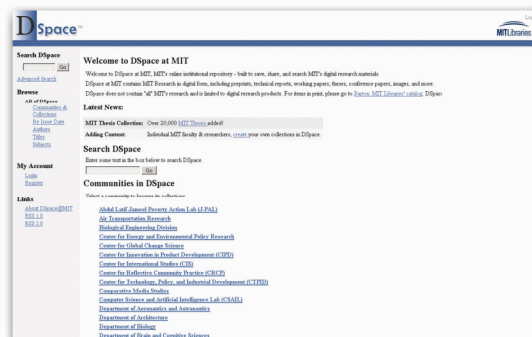 DSpace™
MITLibraries
Search DSpace
Go
Advanced Search
Browse
All of DSpace
Communities &
Collections
By Issue Date
Authors
Titles
Subjects
My Account
Login
Register
Links
About DSpace@MIT
RSS 1.0
RSS 2.0
Welcome to DSpace at MIT
Welcome to DSpace at MIT, MIT's online institutional repository - built to save, share, and search MIT's digital research materials.
DSpace at MIT contains MIT Research in digital form, including preprints, technical reports, working papers, theses, conference papers, images, and more.
DSpace does not contain "all" MIT's research and is limited to digital research products. For items in print, please go to Barton, MIT Libraries' catalog. DSpace
Latest News:
MIT Thesis Collection: Over 20,000 MIT Theses added!
Adding Content: Individual MIT faculty & researchers, create your own collections in DSpace.
Search DSpace
Enter some text in the box below to search DSpace.
Go
Communities in DSpace
Select a community to browse its collections.
Abdul Latif Jameel Poverty Action Lab (J-PAL)
Air Transportation Research
Biological Engineering Division
Center for Energy and Environmental Policy Research
Center for Global Change Science
Center for Innovation in Product Development (CIPD)
Center for International Studies (CIS)
Center for Reflective Community Practice (CRCP)
Center for Technology, Policy, and Industrial Development (CTPID)
Comparative Media Studies
Computer Science and Artificial Intelligence Lab (CSAIL)
Department of Aeronautics and Astronautics
Department of Architecture
Department of Biology
Department of Brain and Cognitive Sciences